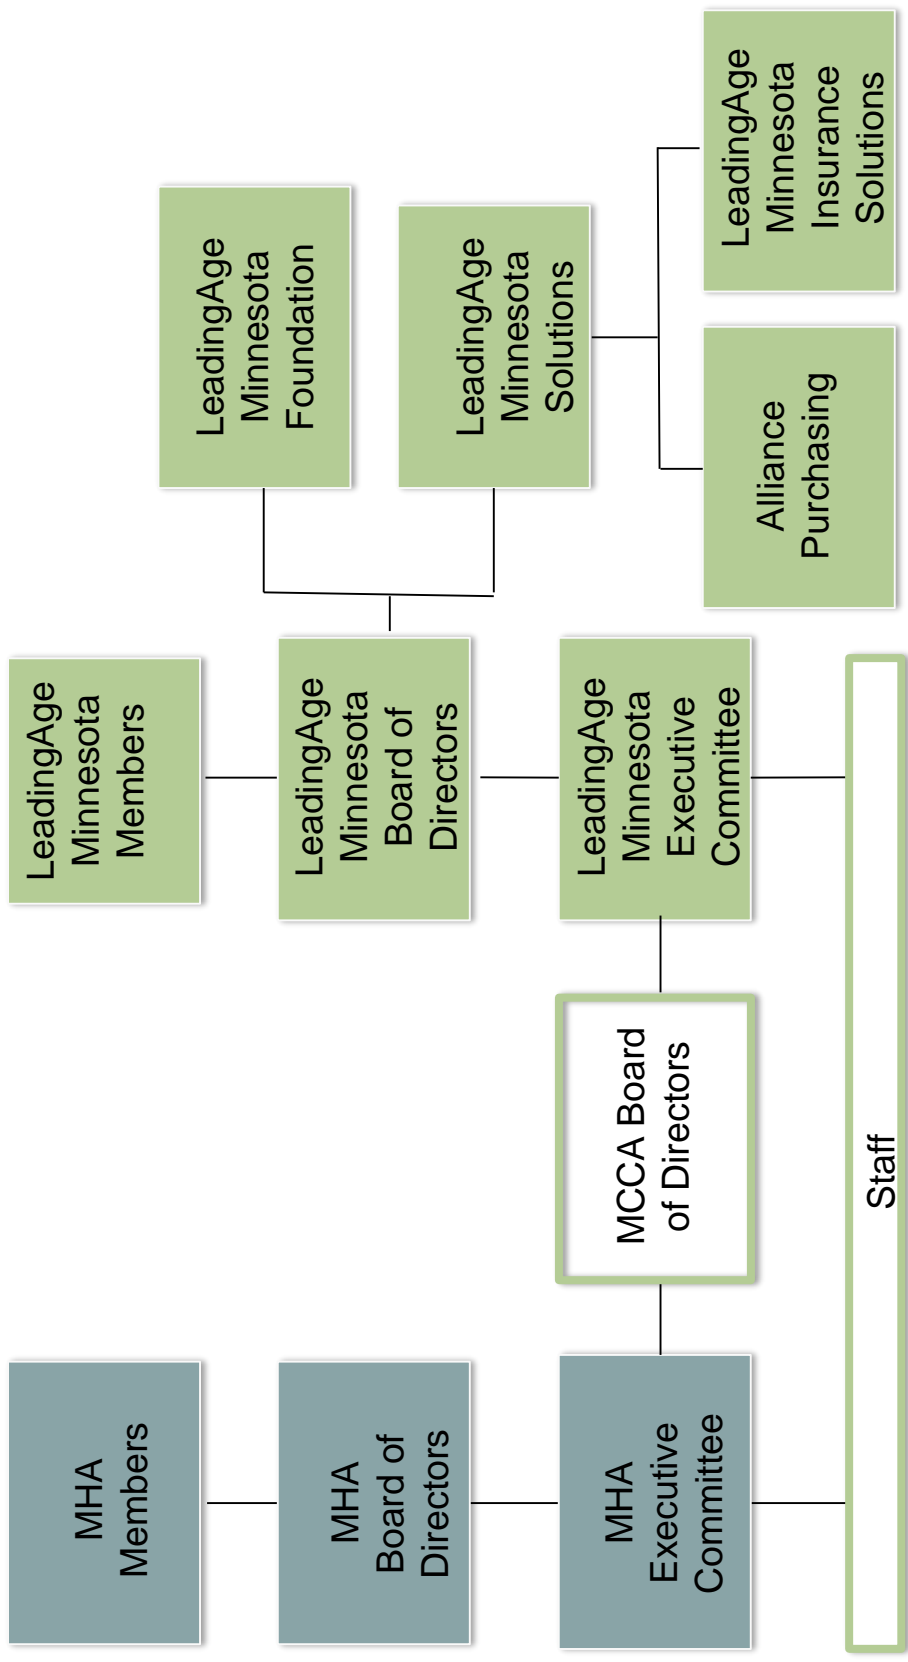 MHA
Members
LeadingAge
Minnesota
Members
LeadingAge
Minnesota
Foundation
MHA
Board of
Directors
LeadingAge
Minnesota
Board of
Directors
LeadingAge
Minnesota
Solutions
MHA
Executive
Committee
MCCA Board
of Directors
LeadingAge
Minnesota
Executive
Committee
Alliance
Purchasing
LeadingAge
Minnesota
Insurance
Solutions
Staff